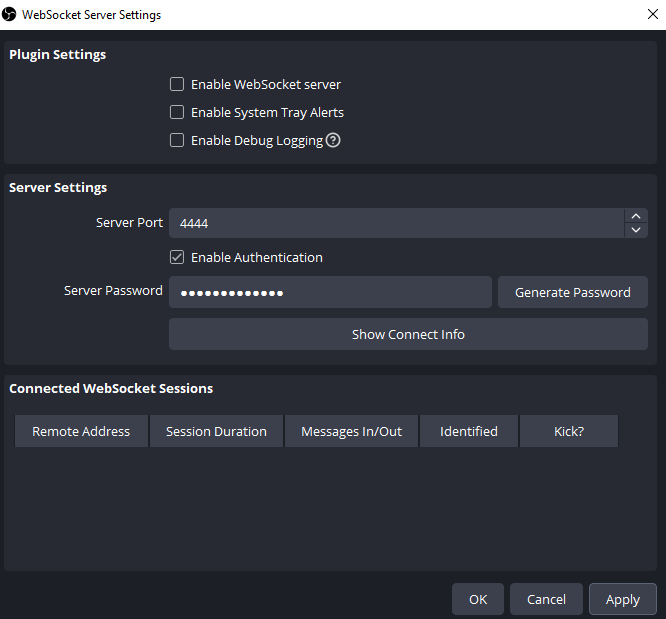 WebSocket Server Settings
Plugin Settings
Enable WebSocket server
Enable System Tray Alerts
Enable Debug Logging ?
Server Settings
Server Port 4444
Enable Authentication
Server Password ●●●●●●●●●●●●● Generate Password
Show Connect Info
Connected WebSocket Sessions
Remote Address Session Duration Messages In/Out Identified Kick?
OK Cancel Apply